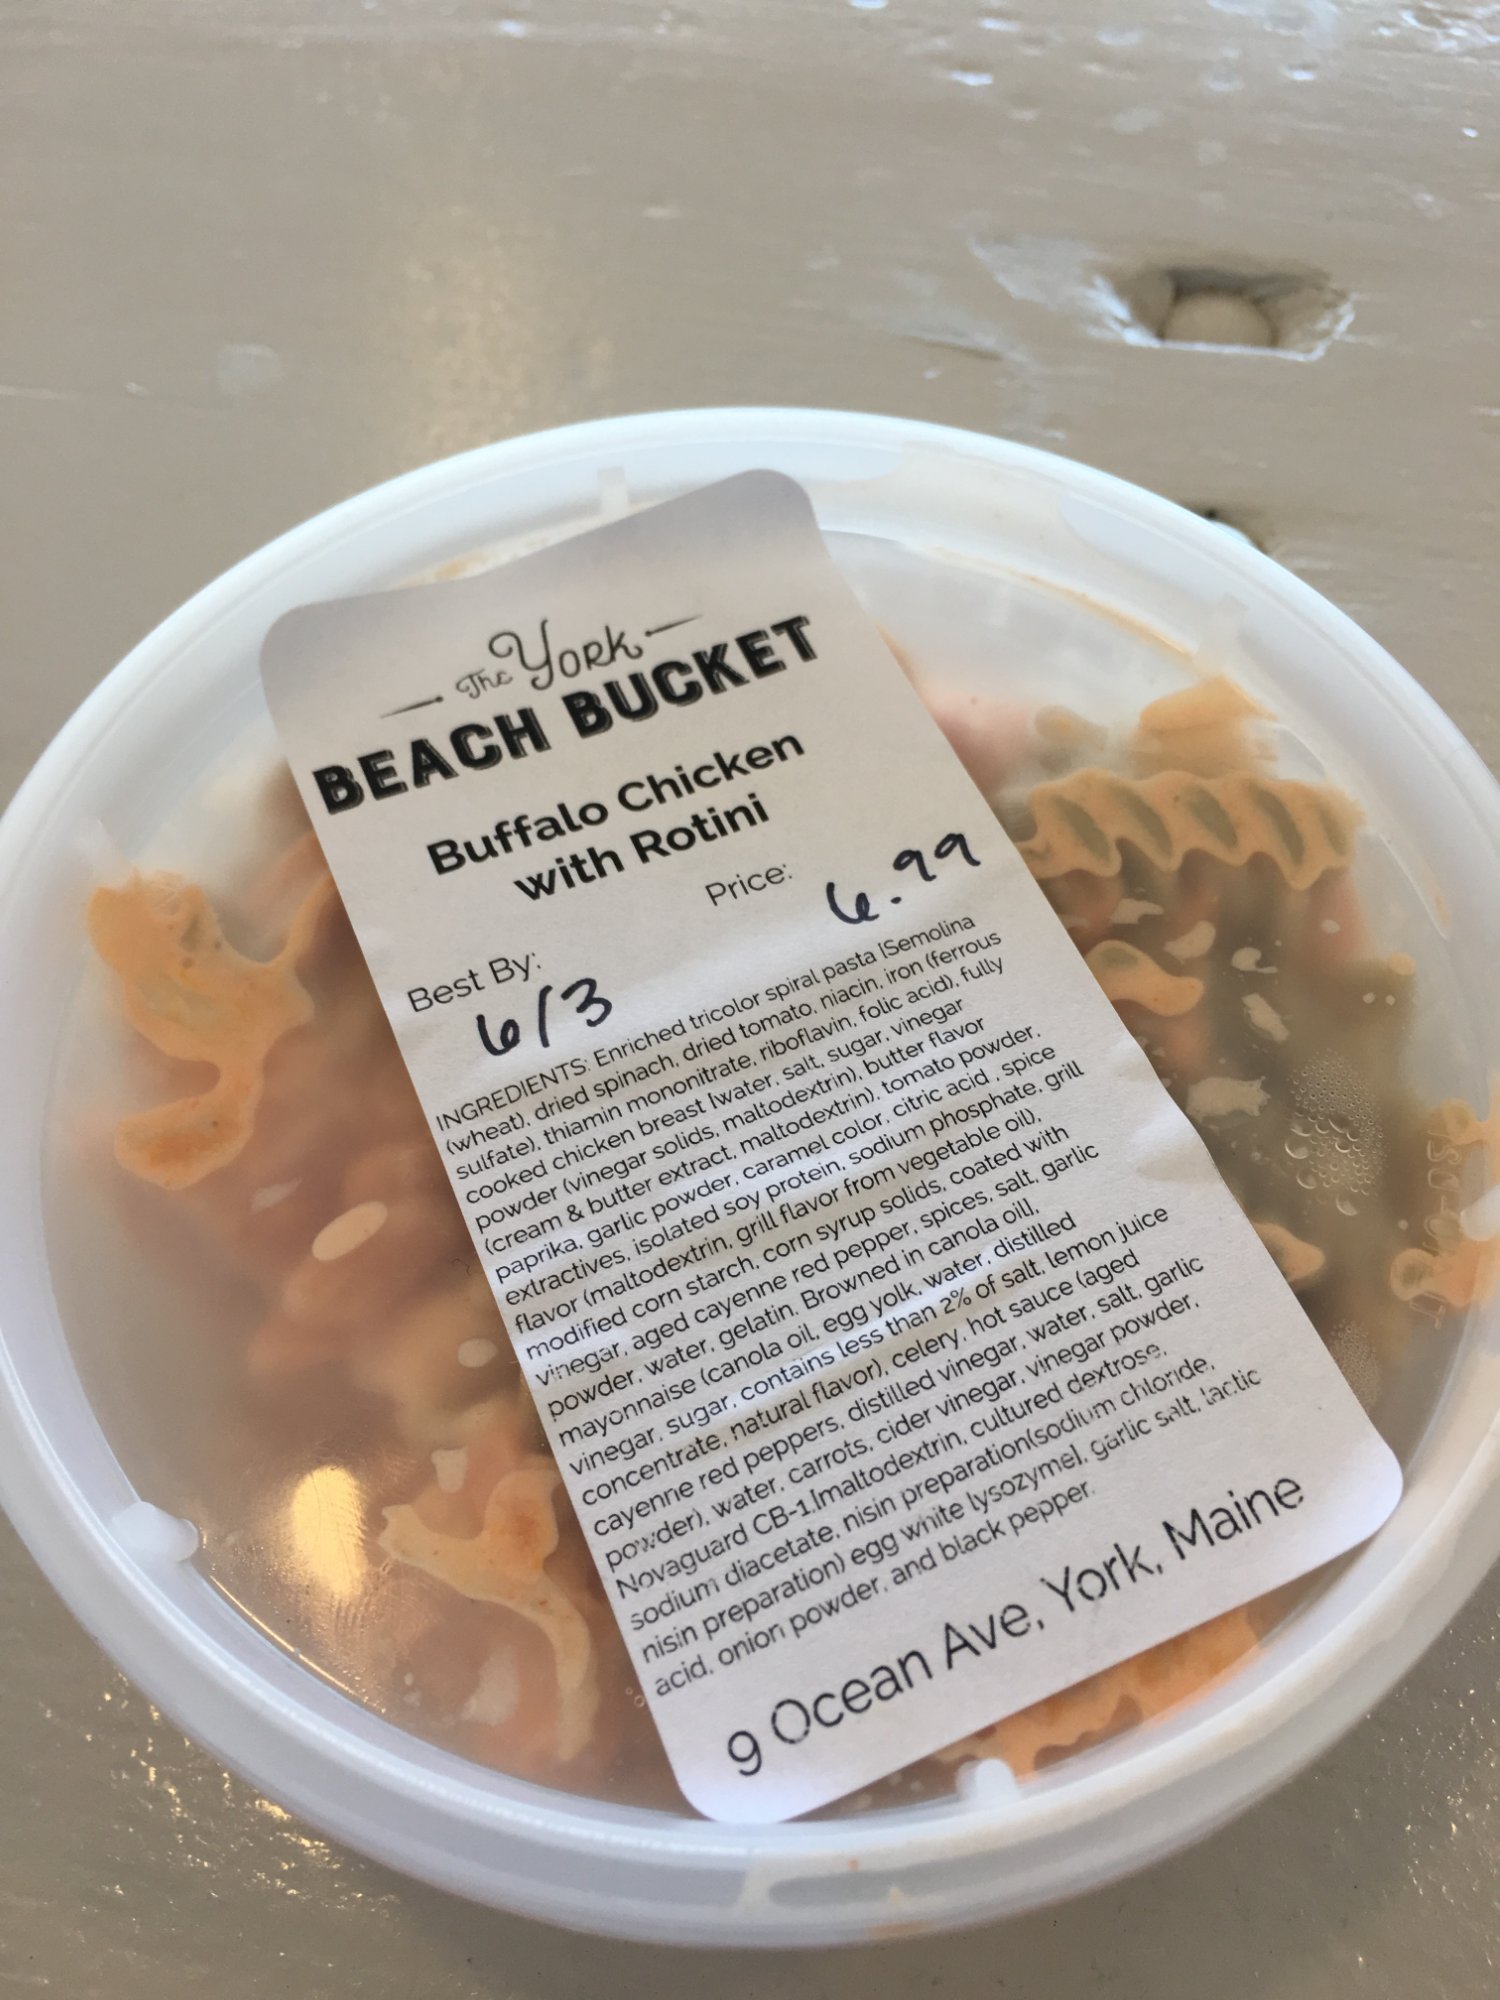 The York
BEACH BUCKET
Buffalo Chicken
with Rotini
Price:
6.99
Best By:
6/3
INGREDIENTS: Enriched tricolor spiral pasta [Semolina
(wheat), dried spinach, dried tomato, niacin, iron (ferrous
sulfate), thiamin mononitrate, riboflavin, folic acid), fully
cooked chicken breast [water, salt, sugar, vinegar
powder (vinegar solids, maltodextrin), butter flavor
(cream & butter extract, maltodextrin), tomato powder,
paprika, garlic powder, caramel color, citric acid , spice
extractives, isolated soy protein, sodium phosphate, grill
flavor (maltodextrin, grill flavor from vegetable oil),
modified corn starch, corn syrup solids, coated with
vinegar, aged cayenne red pepper, spices, salt, garlic
powder, water, gelatin. Browned in canola oil],
mayonnaise (canola oil, egg yolk, water, distilled
vinegar, sugar, contains less than 2% of salt, lemon juice
concentrate, natural flavor), celery, hot sauce (aged
cayenne red peppers, distilled vinegar, water, salt, garlic
powder), water, carrots, cider vinegar, vinegar powder,
Novaguard CB-1,[maltodextrin, cultured dextrose,
sodium diacetate, nisin preparation(sodium chloride,
nisin preparation) egg white lysozyme], garlic salt, lactic
acid, onion powder, and black pepper.
9 Ocean Ave, York, Maine